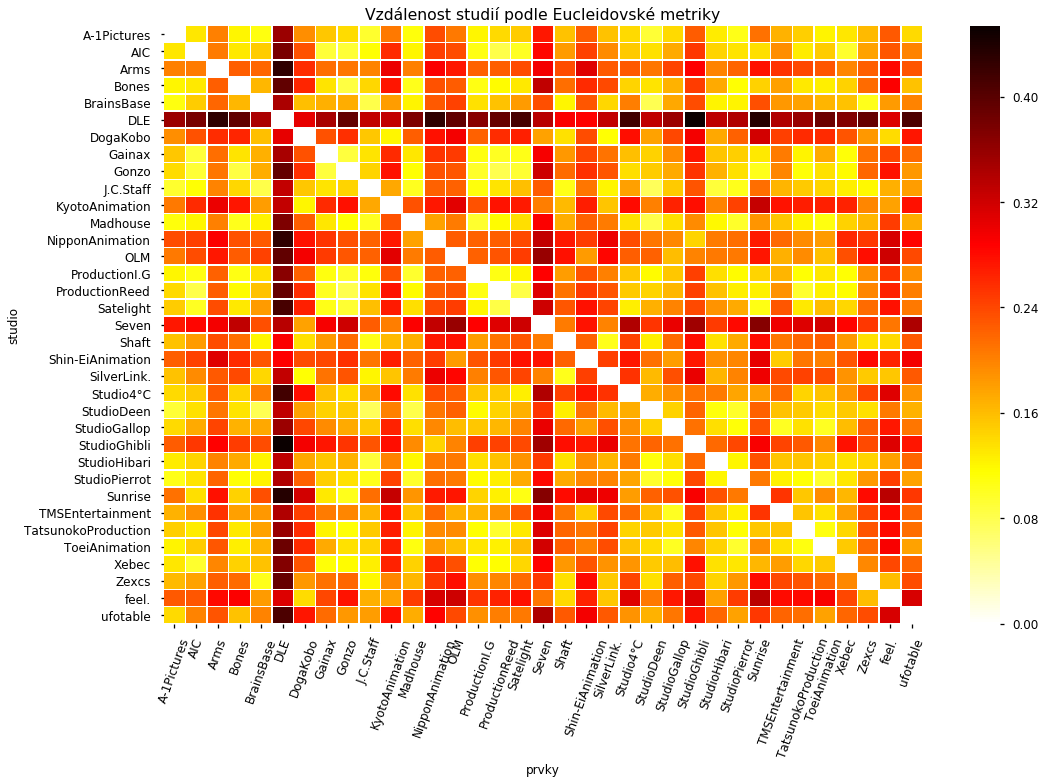 Vzdálenost studií podle Eucleidovské metriky
A-1Pictures
AIC
Arms
Bones
BrainsBase
DLE
DogaKobo
Gainax
Gonzo
J.C.Staff
KyotoAnimation
Madhouse
NipponAnimation
OLM
ProductionI.G
ProductionReed
Satelight
Seven
Shaft
Shin-EiAnimation
SilverLink.
Studio4°C
StudioDeen
StudioGallop
StudioGhibli
StudioHibari
StudioPierrot
Sunrise
TMSEntertainment
TatsunokoProduction
ToeiAnimation
Xebec
Zexcs
feel.
ufotable
studio
A-1Pictures
AIC
Arms
Bones
BrainsBase
DLE
DogaKobo
Gainax
Gonzo
J.C.Staff
KyotoAnimation
Madhouse
NipponAnimation
OLM
ProductionI.G
ProductionReed
Satelight
Seven
Shaft
Shin-EiAnimation
SilverLink.
Studio4°C
StudioDeen
StudioGallop
StudioGhibli
StudioHibari
StudioPierrot
Sunrise
TMSEntertainment
TatsunokoProduction
ToeiAnimation
Xebec
Zexcs
feel.
ufotable
prvky
0.40
0.32
0.24
0.16
0.08
0.00